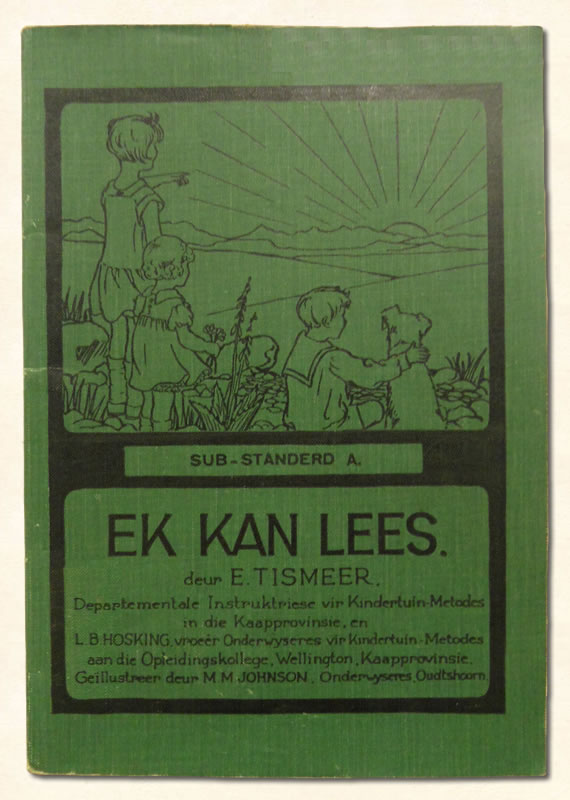 SUB-STANDERD A.
EK KAN LEES.
deur E. TISMEER.
Departementale Instruktriese vir Kindertuin-Metodes
in die Kaapprovinsie, en
L B HOSKING, vroeër Onderwyseres vir Kindertuin-Metodes
aan die Opleidingskollege, Wellington, Kaapprovinsie.
Geillustreer deur M M JOHNSON, Onderwyseres, Oudtshoorn